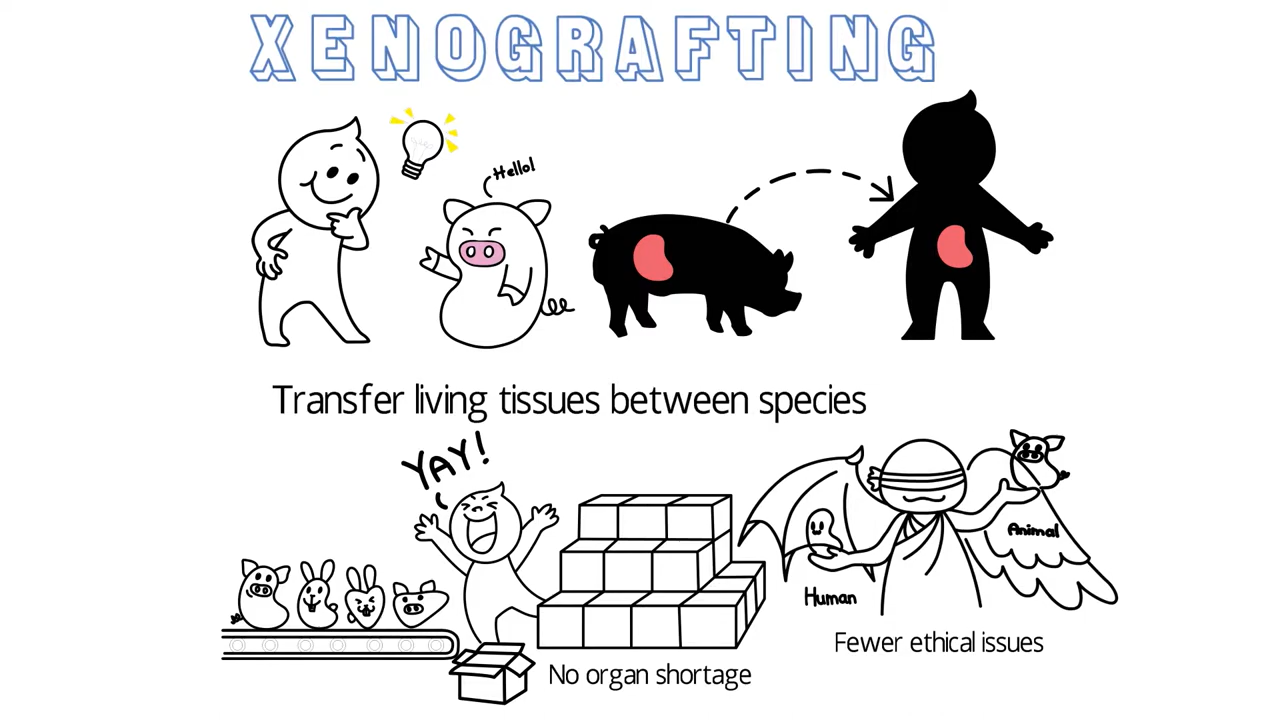 XENOGRAFTING
Hello!
Transfer living tissues between species
YAY!
Animal
Human
Fewer ethical issues
No organ shortage